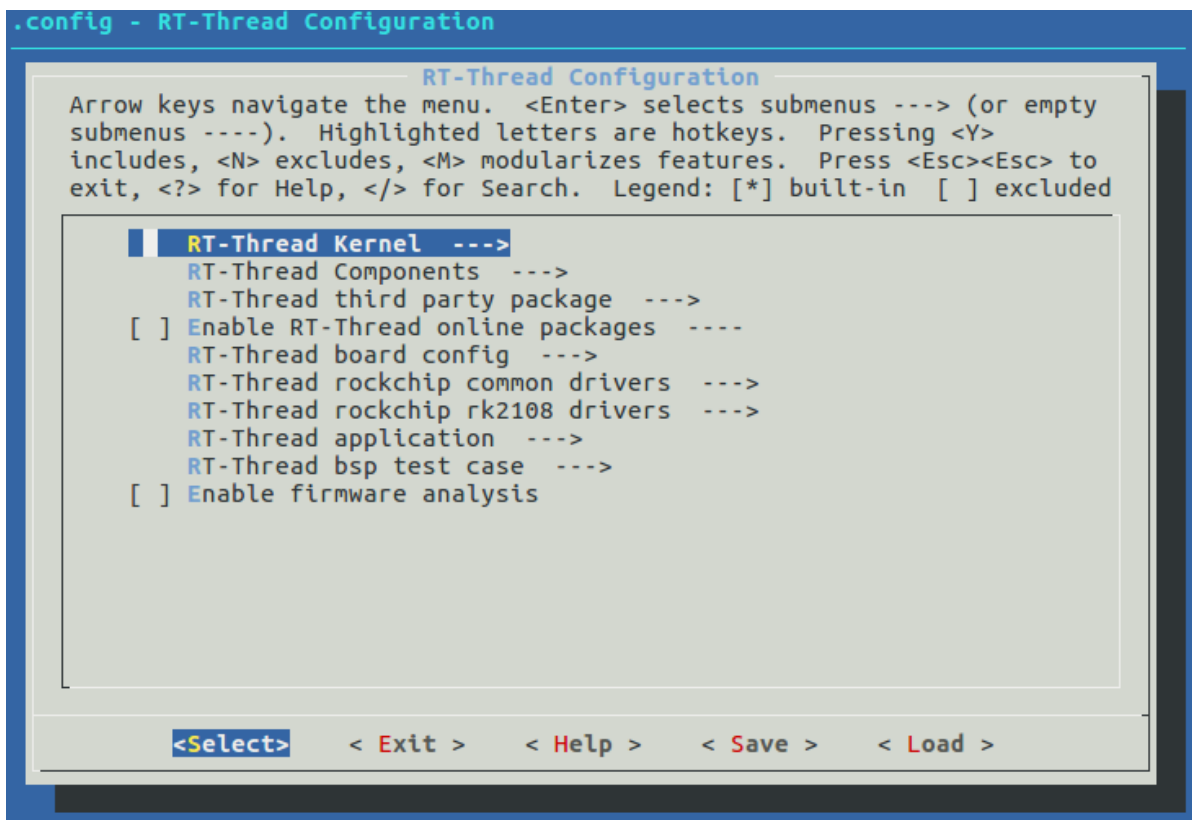 .config - RT-Thread Configuration
RT-Thread Configuration
Arrow keys navigate the menu.  <Enter> selects submenus ---> (or empty
submenus ----).  Highlighted letters are hotkeys.  Pressing <Y>
includes, <N> excludes, <M> modularizes features.  Press <Esc><Esc> to
exit, <?> for Help, </> for Search.  Legend: [*] built-in  [ ] excluded
RT-Thread Kernel  --->
RT-Thread Components  --->
RT-Thread third party package  --->
[ ] Enable RT-Thread online packages  ----
RT-Thread board config  --->
RT-Thread rockchip common drivers  --->
RT-Thread rockchip rk2108 drivers  --->
RT-Thread application  --->
RT-Thread bsp test case  --->
[ ] Enable firmware analysis
<Select>    < Exit >    < Help >    < Save >    < Load >